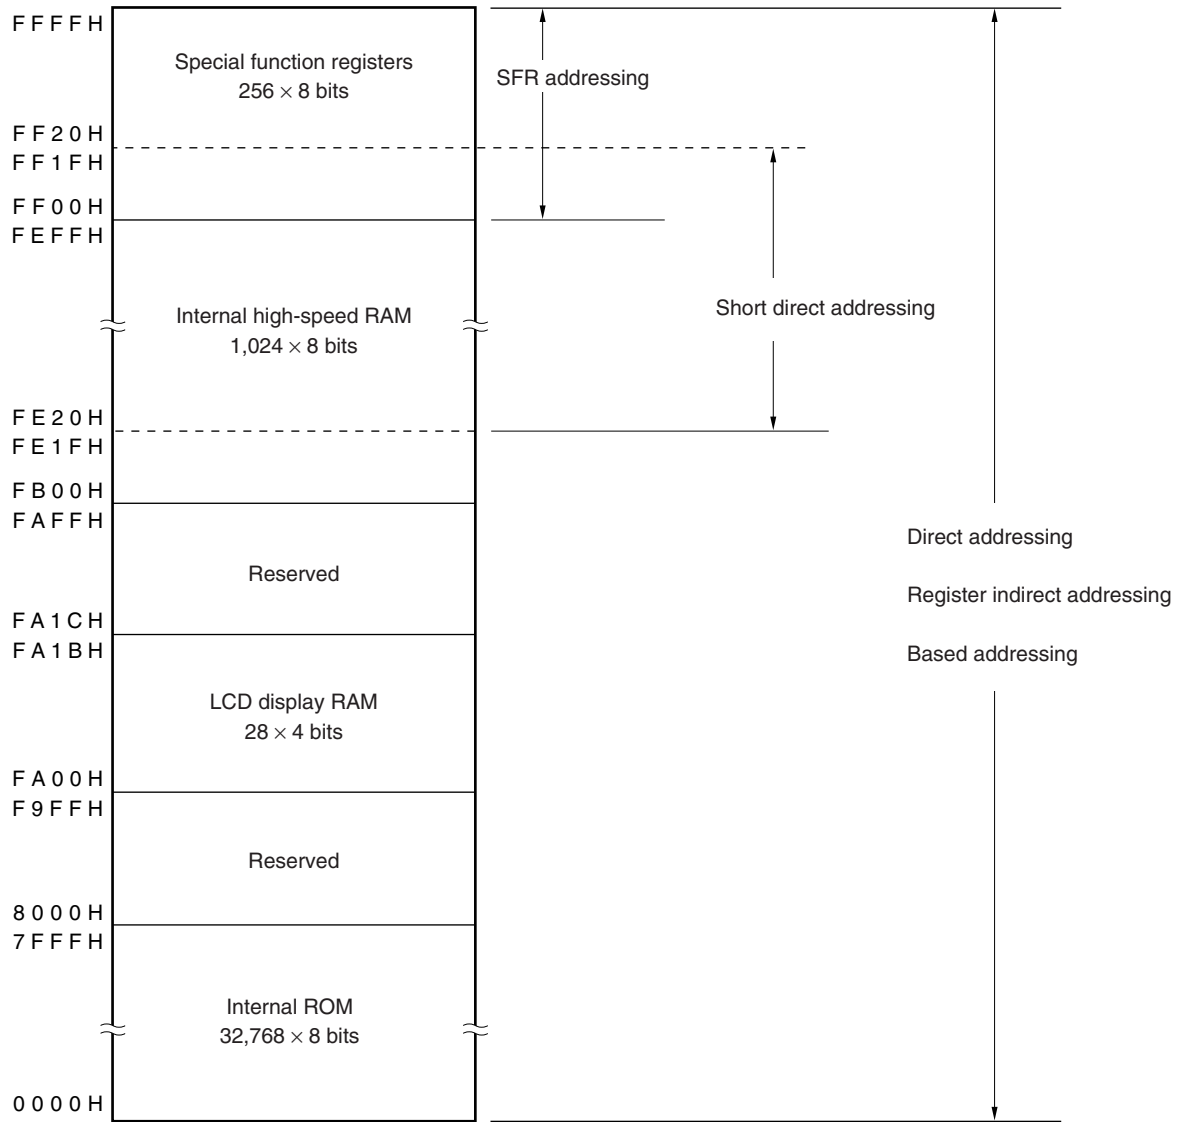 FFFFH
Special function registers
256 × 8 bits
SFR addressing
FF20H
FF1FH
FF00H
FEFFH
Internal high-speed RAM
1,024 × 8 bits
Short direct addressing
FE20H
FE1FH
FB00H
FAFFH
Direct addressing
Reserved
Register indirect addressing
FA1CH
FA1BH
Based addressing
LCD display RAM
28 × 4 bits
FA00H
F9FFH
Reserved
8000H
7FFFH
Internal ROM
32,768 × 8 bits
0000H